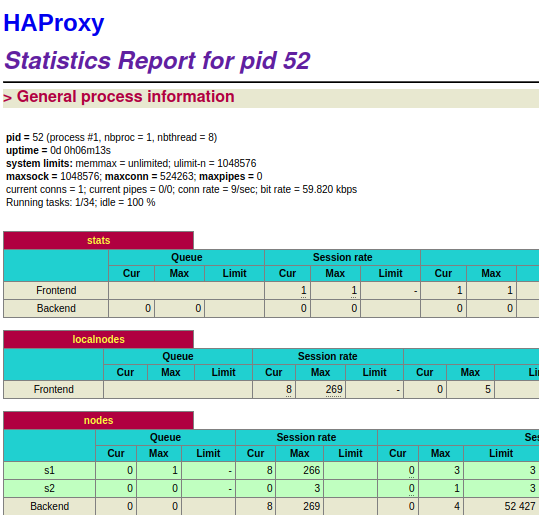 HAProxy
Statistics Report for pid 52
> General process information
pid = 52 (process #1, nbproc = 1, nbthread = 8)
uptime = 0d 0h06m13s
system limits: memmax = unlimited; ulimit-n = 1048576
maxsock = 1048576; maxconn = 524263; maxpipes = 0
current conns = 1; current pipes = 0/0; conn rate = 9/sec; bit rate = 59.820 kbps
Running tasks: 1/34; idle = 100 %
stats
Queue Session rate
Cur Max Limit Cur Max Limit Cur Max
Frontend 1 1 - 1 1
Backend 0 0 0 0 0 0
localnodes
Queue Session rate
Cur Max Limit Cur Max Limit Cur Max Li
Frontend 8 269 - 0 5
nodes
Queue Session rate Ses
Cur Max Limit Cur Max Limit Cur Max Limit
s1 0 1 - 8 266 0 3 3
s2 0 0 - 0 3 0 1 3
Backend 0 0 8 269 0 4 52 427